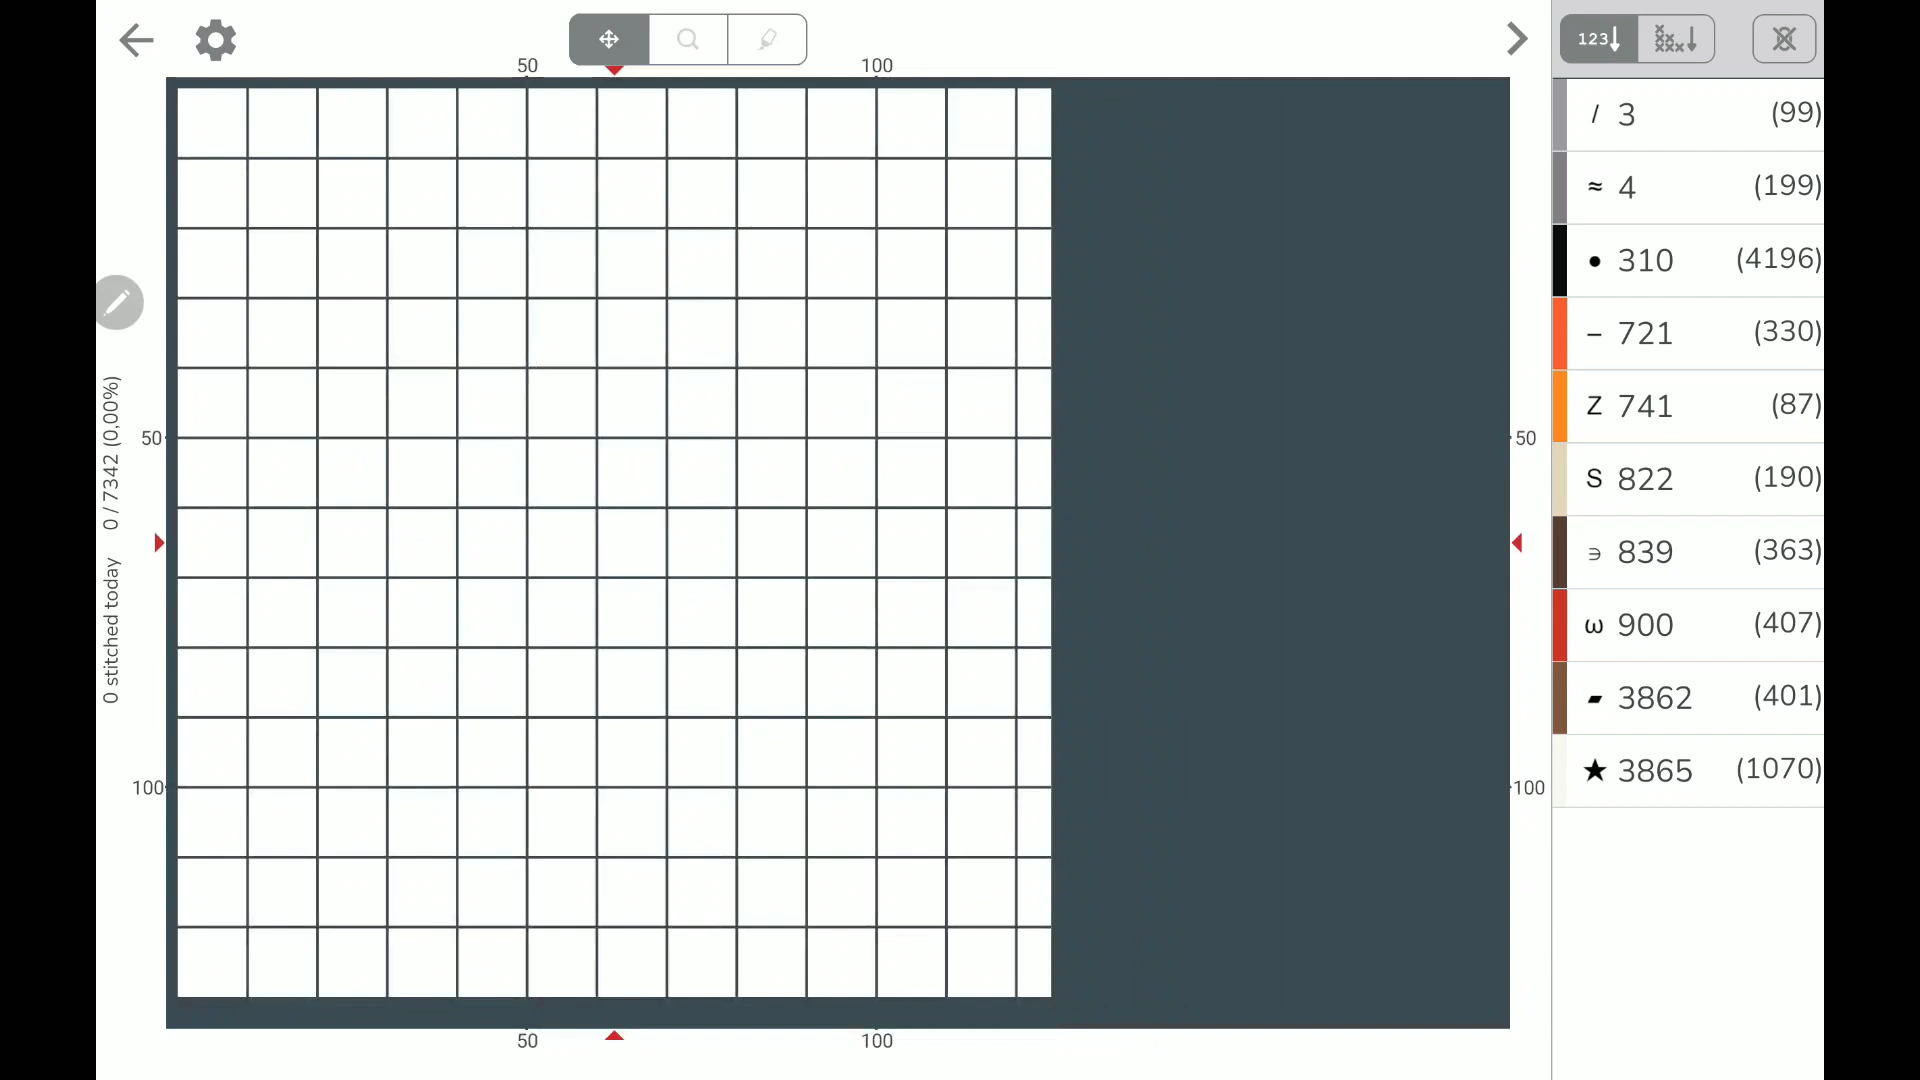 123
50
100
/ 3 (99)
≈ 4 (199)
● 310 (4196)
– 721 (330)
Z 741 (87)
S 822 (190)
∋ 839 (363)
ω 900 (407)
▰ 3862 (401)
★ 3865 (1070)
0 stitched today 0 / 7342 (0,00%)
50
50
100
100
50
100